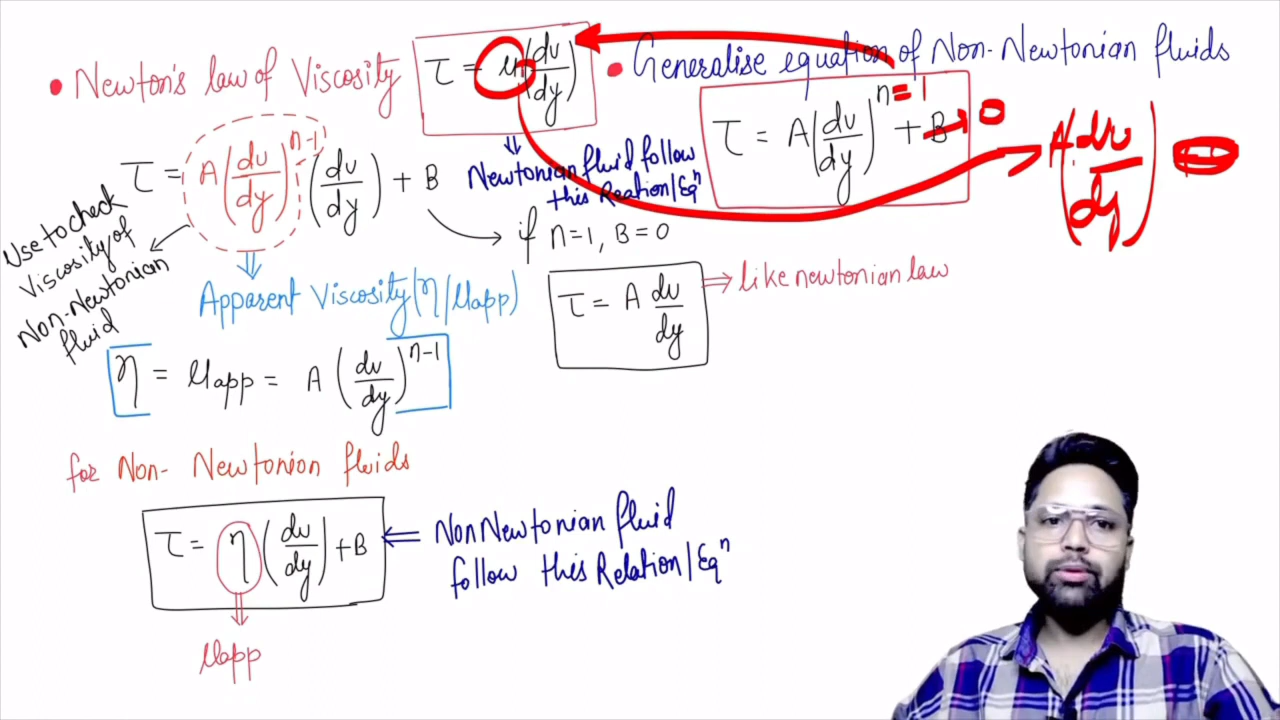 • Newton's law of Viscosity
τ = μ (du/dy)
• Generalise equation of Non-Newtonian fluids
τ = A (du/dy)^n=1 + B → 0
A (du/dy)
τ = A (du/dy)^n-1 (du/dy) + B
⇓
Newtonian fluid follow
this Relation/Eqⁿ
Use to check
Viscosity of
Non-Newtonian
fluid
→ if n=1, B=0
⇓
Apparent Viscosity (η/μapp)
τ = A du/dy
⇒ like newtonian law
η = μapp = A (du/dy)^n-1
for Non-Newtonion fluids
τ = η (du/dy) + B
⇐ Non Newtonian fluid
follow this Relation/Eqⁿ
μapp